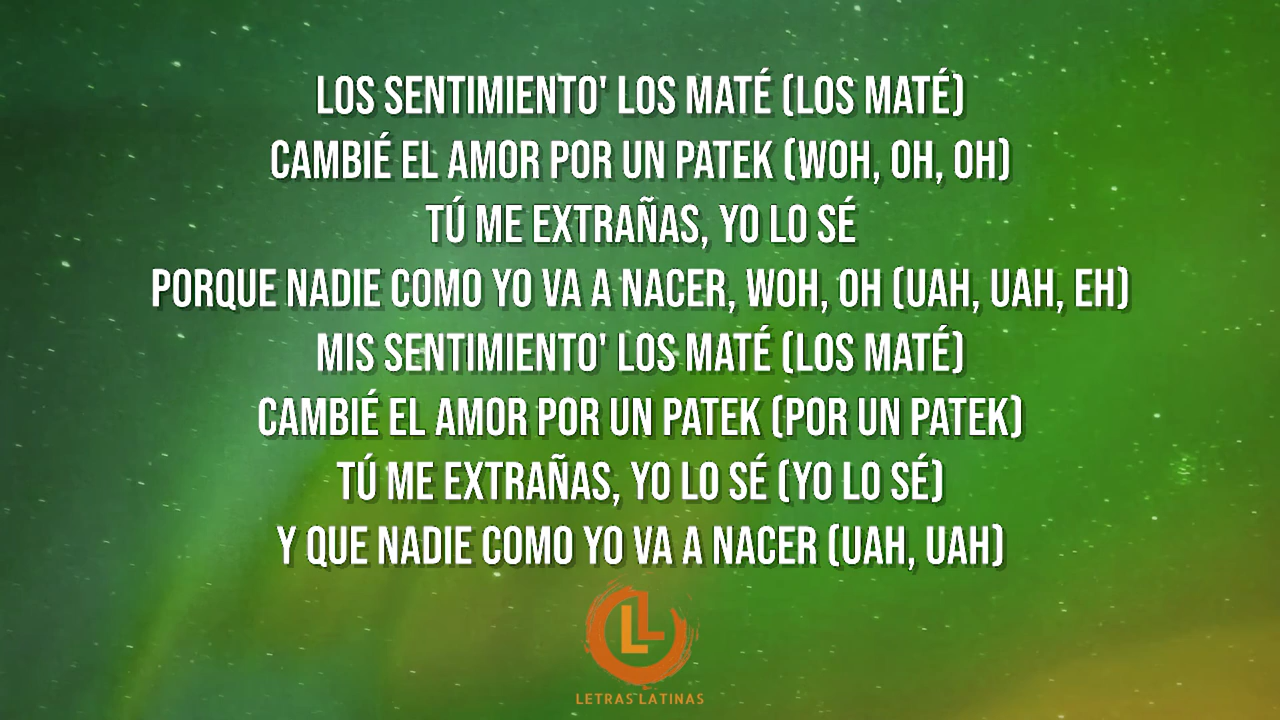 LOS SENTIMIENTO' LOS MATÉ (LOS MATÉ)
CAMBIÉ EL AMOR POR UN PATEK (WOH, OH, OH)
TÚ ME EXTRAÑAS, YO LO SÉ
PORQUE NADIE COMO YO VA A NACER, WOH, OH (UAH, UAH, EH)
MIS SENTIMIENTO' LOS MATÉ (LOS MATÉ)
CAMBIÉ EL AMOR POR UN PATEK (POR UN PATEK)
TÚ ME EXTRAÑAS, YO LO SÉ (YO LO SÉ)
Y QUE NADIE COMO YO VA A NACER (UAH, UAH)
LL
LETRAS LATINAS